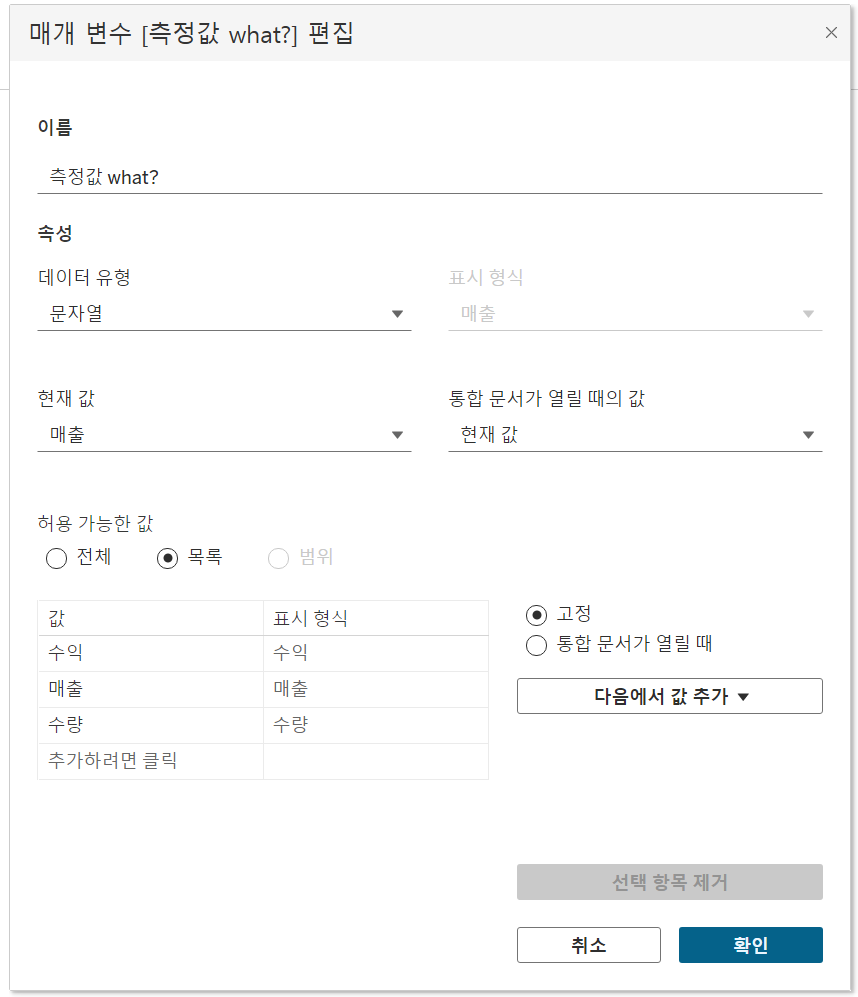 매개 변수 [측정값 what?] 편집
이름
측정값 what?
속성
데이터 유형 표시 형식
문자열 매출
현재 값 통합 문서가 열릴 때의 값
매출 현재 값
허용 가능한 값
전체 목록 범위
값 표시 형식
수익 수익
매출 매출
수량 수량
추가하려면 클릭
고정
통합 문서가 열릴 때
다음에서 값 추가
선택 항목 제거
취소 확인